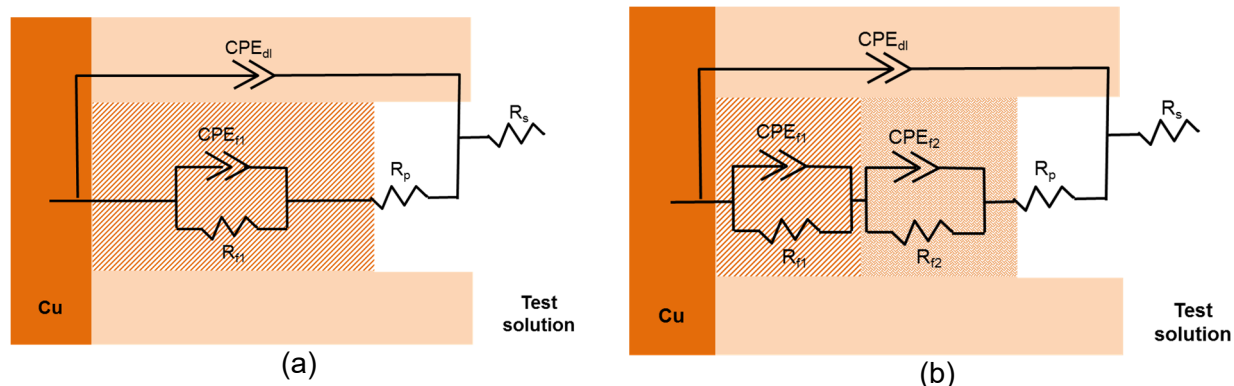 CPEdl
CPEf1
Rf1
Rp
Rs
Cu
Test
solution
(a)
CPEdl
CPEf1
CPEf2
Rf1
Rf2
Rp
Rs
Cu
Test
solution
(b)